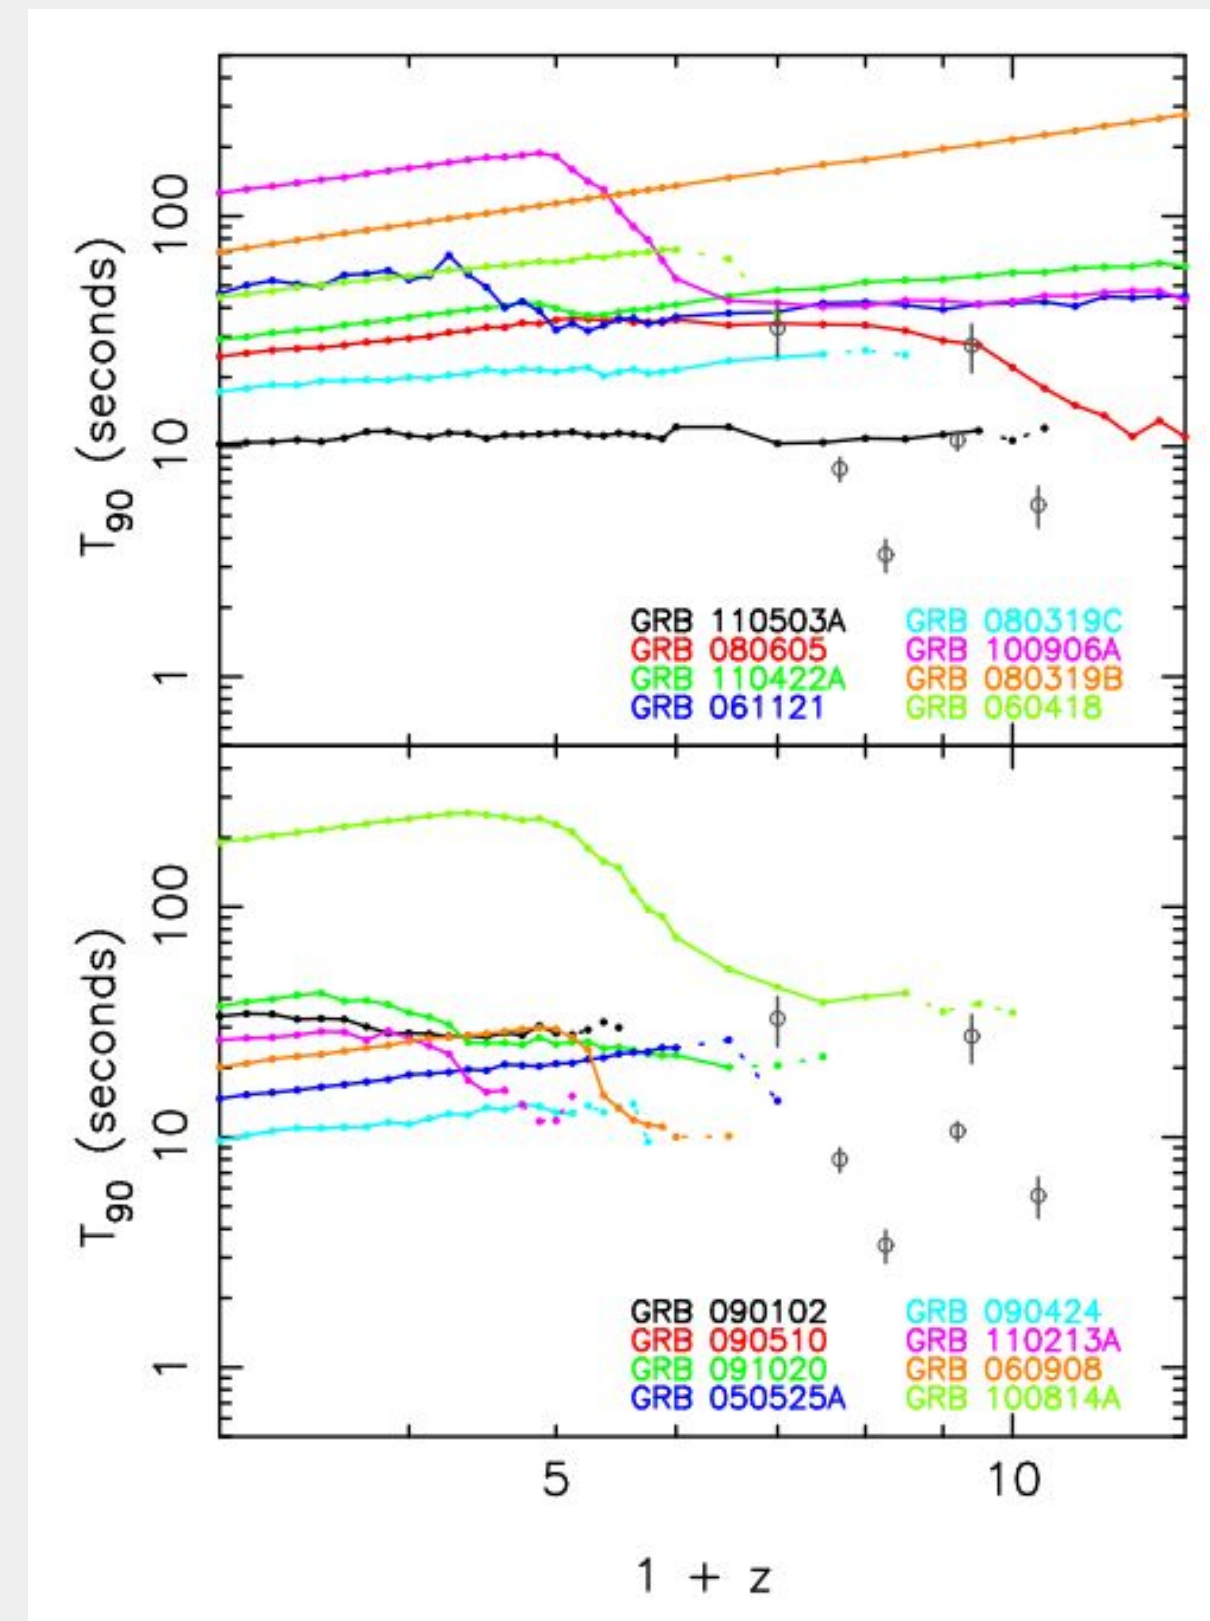 100
10
1
T90 (seconds)
GRB 110503A GRB 080319C
GRB 080605 GRB 100906A
GRB 110422A GRB 080319B
GRB 061121 GRB 060418
100
10
1
T90 (seconds)
GRB 090102 GRB 090424
GRB 090510 GRB 110213A
GRB 091020 GRB 060908
GRB 050525A GRB 100814A
5 10
1 + z